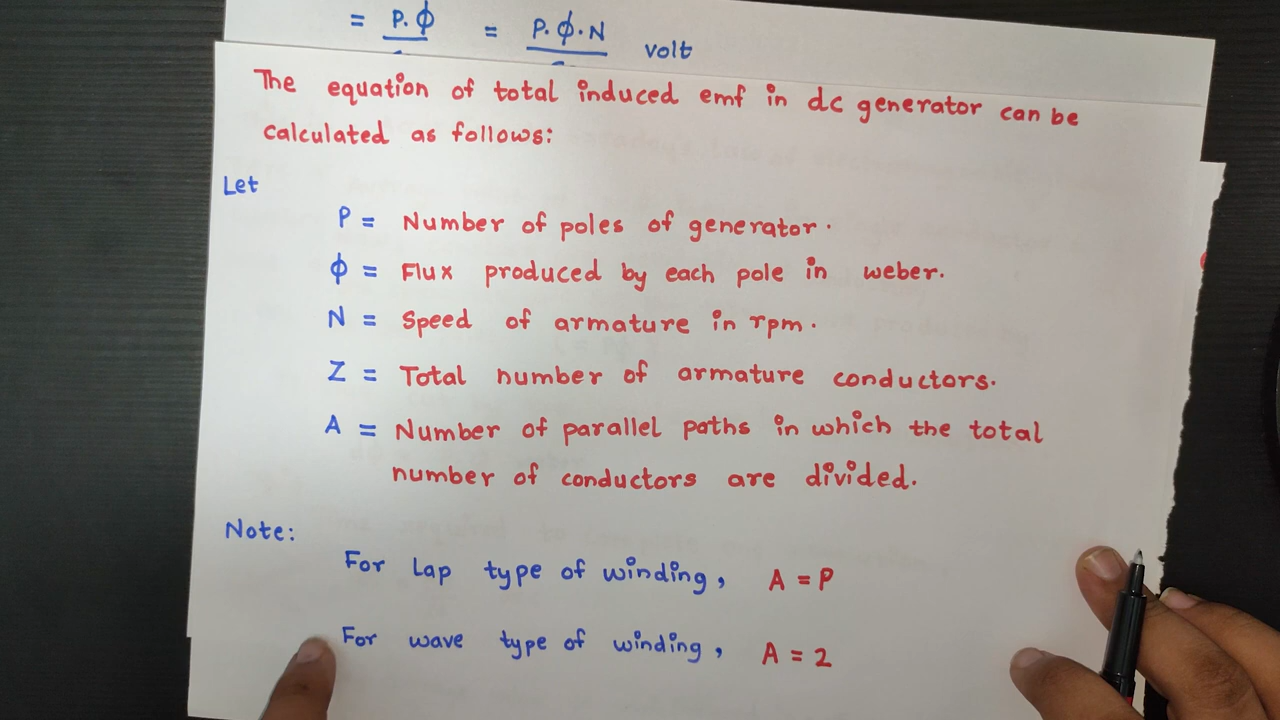 = P.ϕ = P.ϕ.N volt
The equation of total induced emf in dc generator can be
calculated as follows:
Let
P = Number of poles of generator.
ϕ = Flux produced by each pole in weber.
N = Speed of armature in rpm.
Z = Total number of armature conductors.
A = Number of parallel paths in which the total
number of conductors are divided.
Note:
For Lap type of winding, A = P
For wave type of winding, A = 2